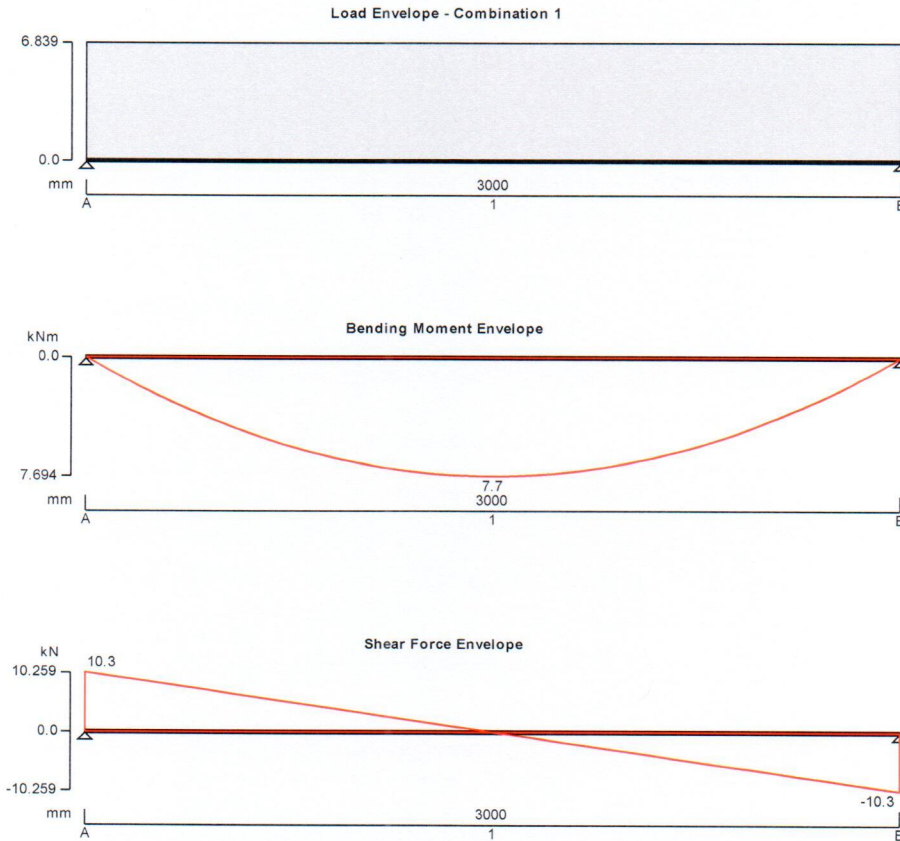 Load Envelope - Combination 1
6.839
0.0
mm 3000
A 1 B
Bending Moment Envelope
kNm
0.0
7.694
7.7
mm 3000
A 1 B
Shear Force Envelope
kN
10.259 10.3
0.0
-10.259 -10.3
mm 3000
A 1 B